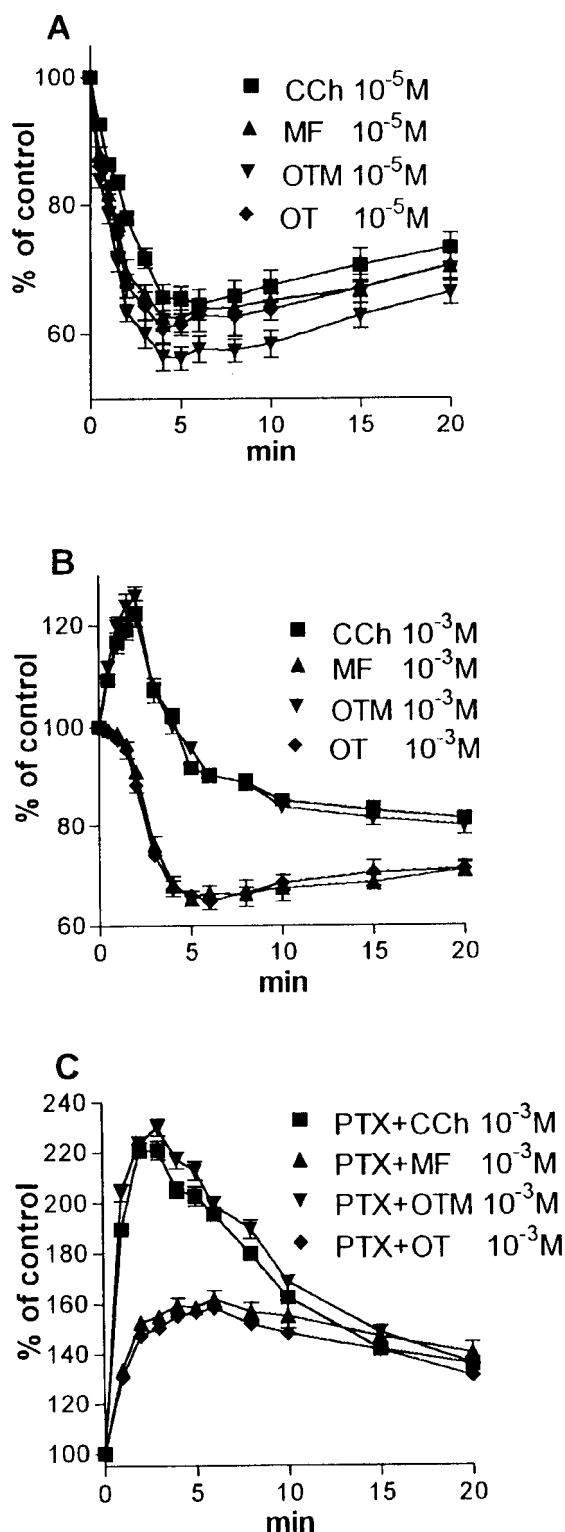 A
% of control
100
80
60
CCh 10⁻⁵M
MF 10⁻⁵M
OTM 10⁻⁵M
OT 10⁻⁵M
0 5 10 15 20
min
B
% of control
120
100
80
60
CCh 10⁻³M
MF 10⁻³M
OTM 10⁻³M
OT 10⁻³M
0 5 10 15 20
min
C
% of control
240
220
200
180
160
140
120
100
PTX+CCh 10⁻³M
PTX+MF 10⁻³M
PTX+OTM 10⁻³M
PTX+OT 10⁻³M
0 5 10 15 20
min